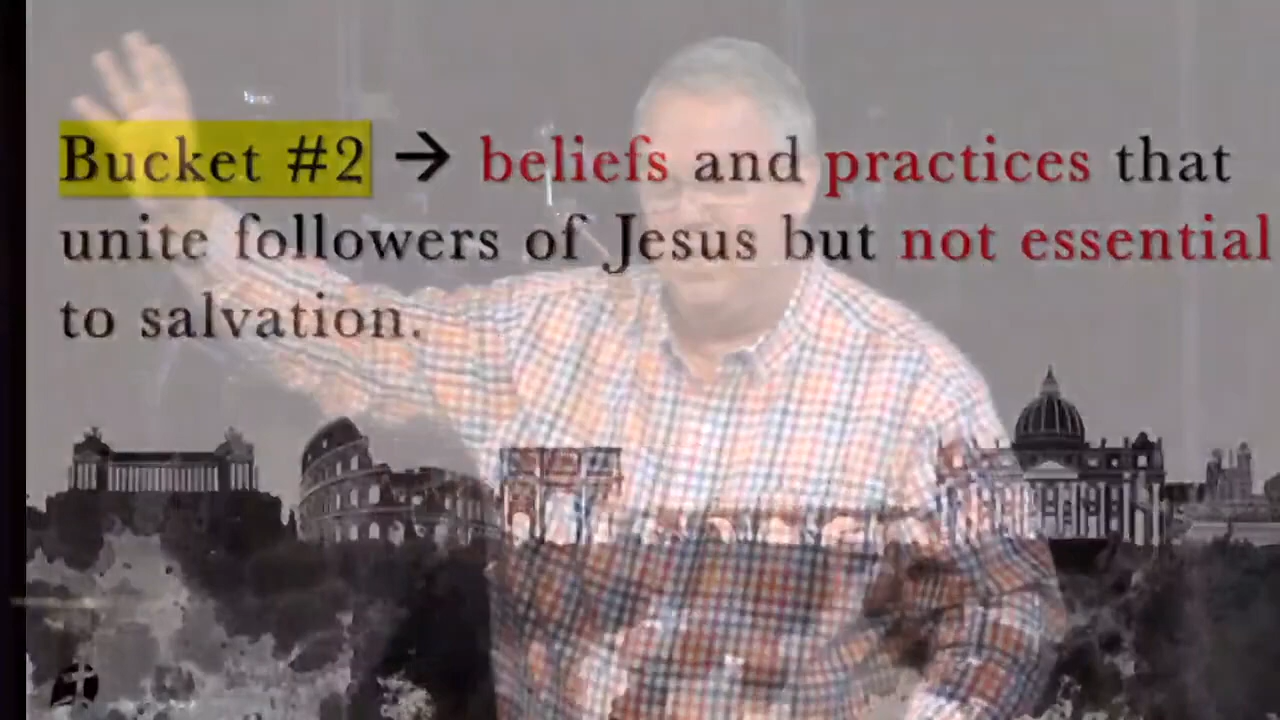 Bucket #2 → beliefs and practices that
unite followers of Jesus but not essential
to salvation.